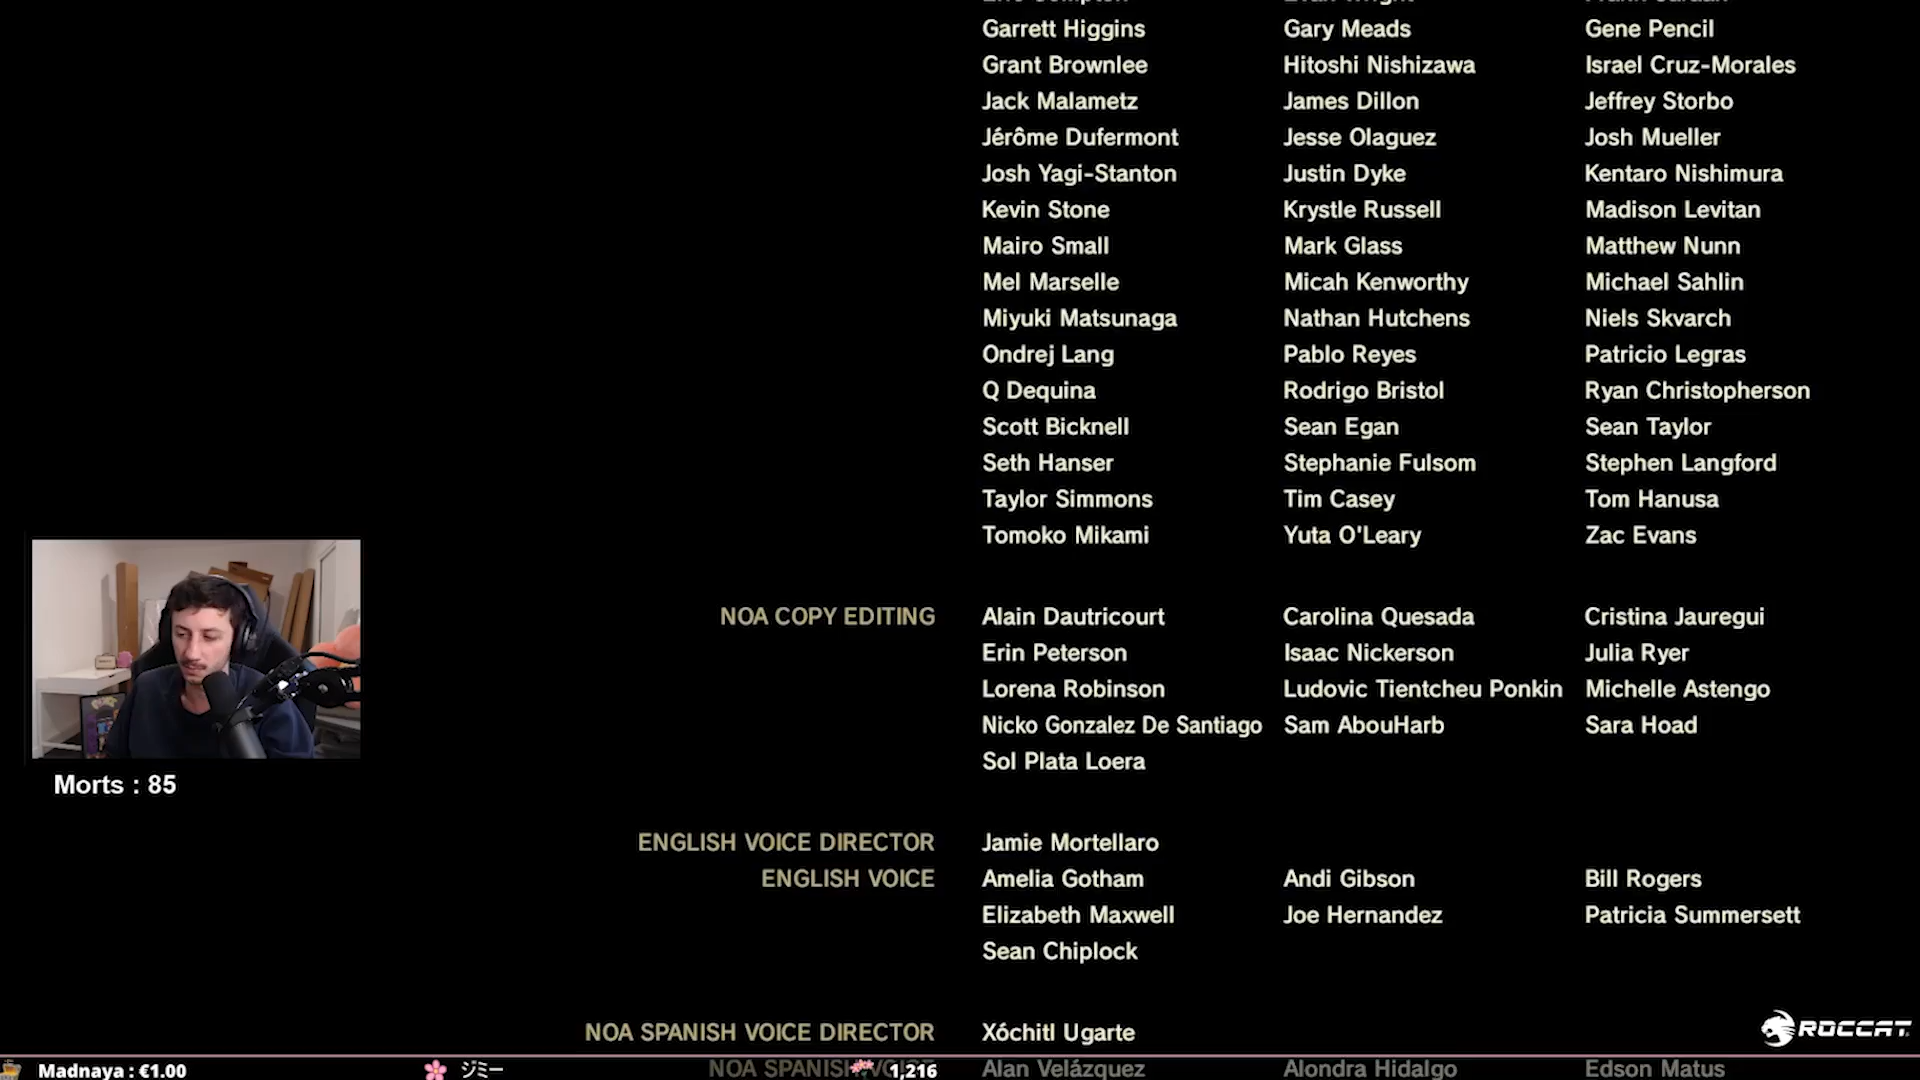 Garrett Higgins Gary Meads Gene Pencil
Grant Brownlee Hitoshi Nishizawa Israel Cruz-Morales
Jack Malametz James Dillon Jeffrey Storbo
Jérôme Dufermont Jesse Olaguez Josh Mueller
Josh Yagi-Stanton Justin Dyke Kentaro Nishimura
Kevin Stone Krystle Russell Madison Levitan
Mairo Small Mark Glass Matthew Nunn
Mel Marselle Micah Kenworthy Michael Sahlin
Miyuki Matsunaga Nathan Hutchens Niels Skvarch
Ondrej Lang Pablo Reyes Patricio Legras
Q Dequina Rodrigo Bristol Ryan Christopherson
Scott Bicknell Sean Egan Sean Taylor
Seth Hanser Stephanie Fulsom Stephen Langford
Taylor Simmons Tim Casey Tom Hanusa
Tomoko Mikami Yuta O'Leary Zac Evans
NOA COPY EDITING Alain Dautricourt Carolina Quesada Cristina Jauregui
Erin Peterson Isaac Nickerson Julia Ryer
Lorena Robinson Ludovic Tientcheu Ponkin Michelle Astengo
Nicko Gonzalez De Santiago Sam AbouHarb Sara Hoad
Sol Plata Loera
Morts : 85
ENGLISH VOICE DIRECTOR Jamie Mortellaro
ENGLISH VOICE Amelia Gotham Andi Gibson Bill Rogers
Elizabeth Maxwell Joe Hernandez Patricia Summersett
Sean Chiplock
NOA SPANISH VOICE DIRECTOR Xóchitl Ugarte
ROCCAT
NOA SPANISH Alan Velázquez Alondra Hidalgo Edson Matus
Madnaya : €1.00 ジミー 1,216